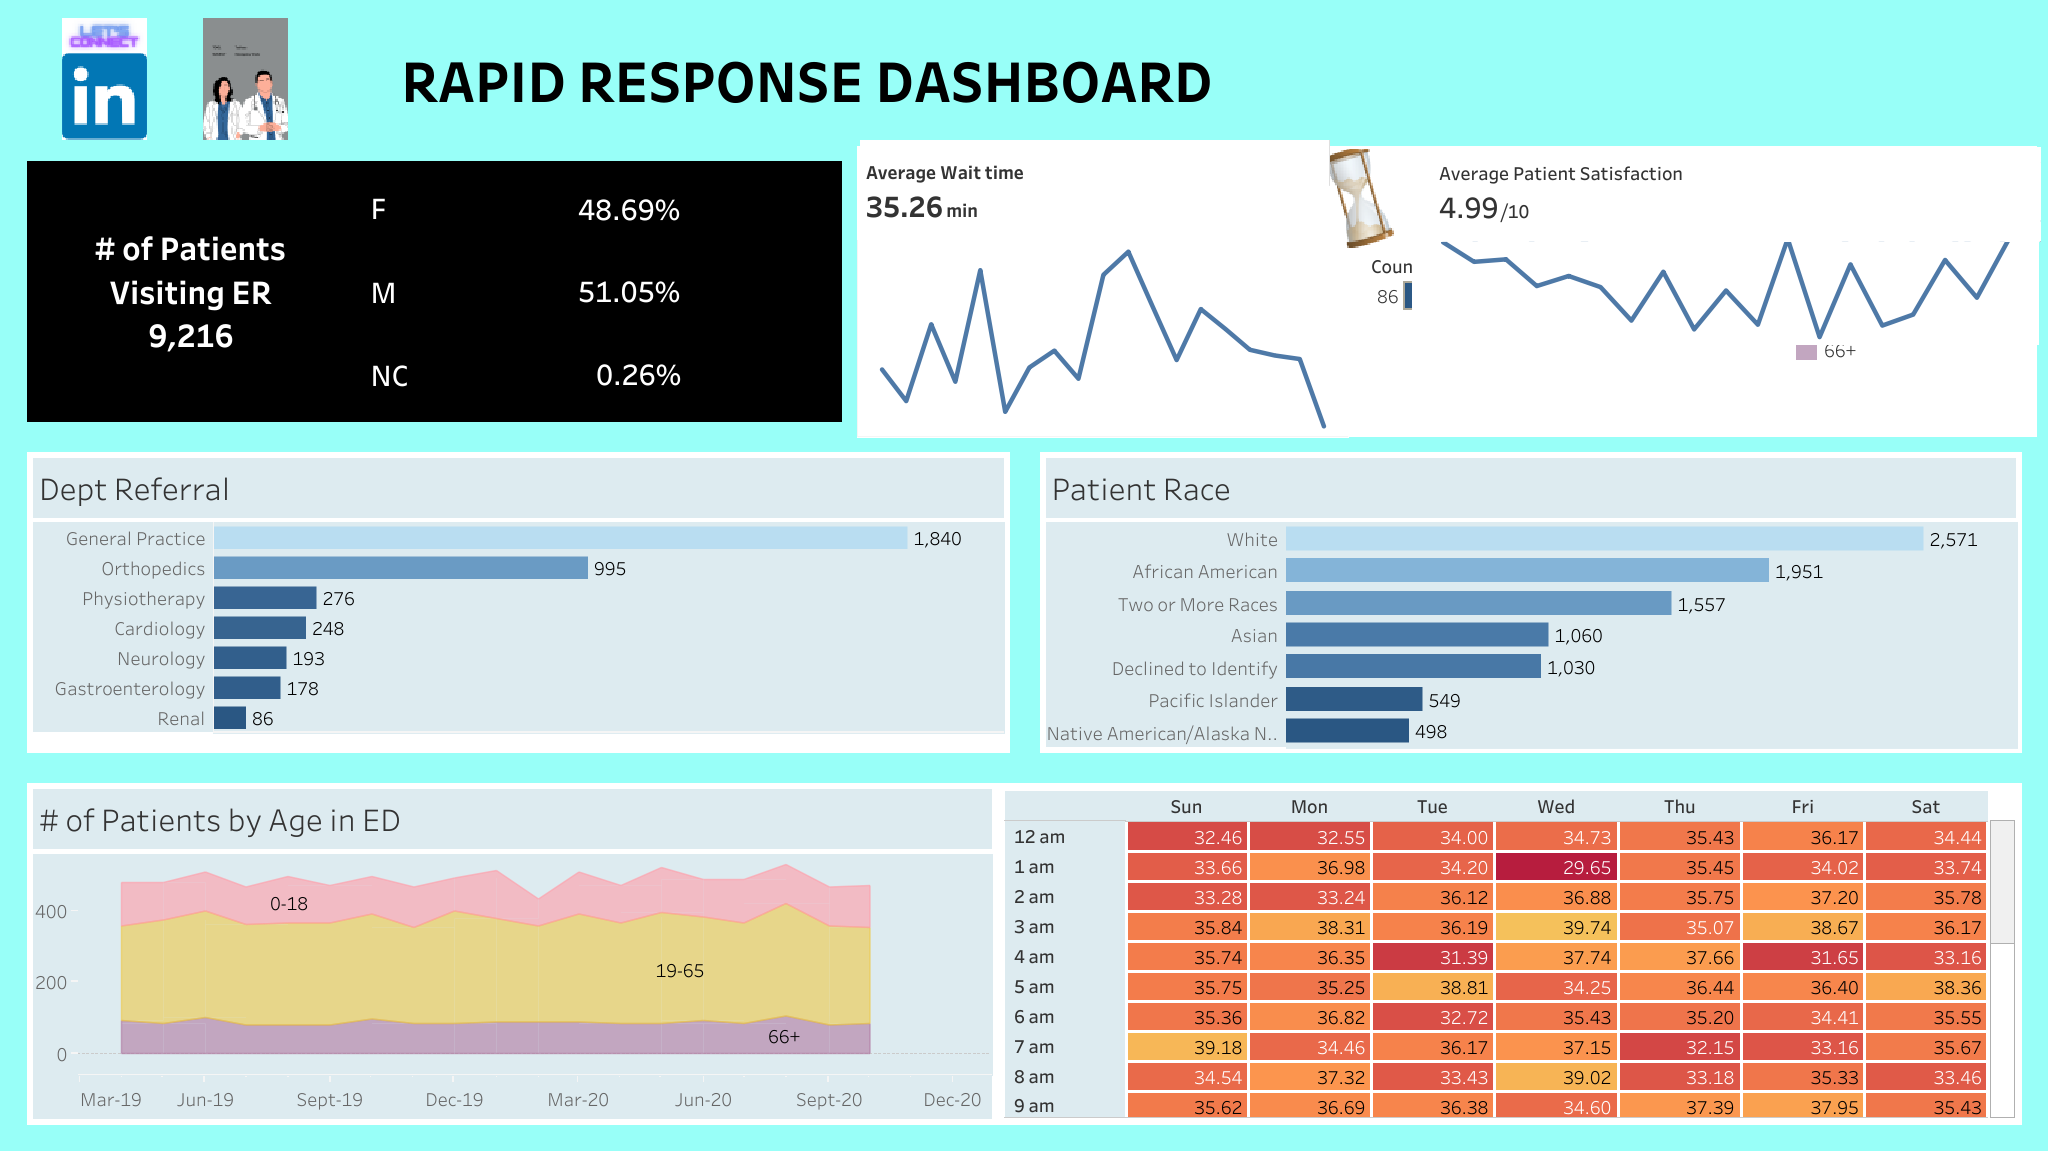 LET'S
CONNECT
in
RAPID RESPONSE DASHBOARD
# of Patients
Visiting ER
9,216
F 48.69%
M 51.05%
NC 0.26%
Average Wait time
35.26 min
Average Patient Satisfaction
4.99/10
Coun
86
66+
Dept Referral
General Practice 1,840
Orthopedics 995
Physiotherapy 276
Cardiology 248
Neurology 193
Gastroenterology 178
Renal 86
Patient Race
White 2,571
African American 1,951
Two or More Races 1,557
Asian 1,060
Declined to Identify 1,030
Pacific Islander 549
Native American/Alaska N.. 498
# of Patients by Age in ED
400
200
0
0-18
19-65
66+
Mar-19 Jun-19 Sept-19 Dec-19 Mar-20 Jun-20 Sept-20 Dec-20
Sun Mon Tue Wed Thu Fri Sat
12 am 32.46 32.55 34.00 34.73 35.43 36.17 34.44
1 am 33.66 36.98 34.20 29.65 35.45 34.02 33.74
2 am 33.28 33.24 36.12 36.88 35.75 37.20 35.78
3 am 35.84 38.31 36.19 39.74 35.07 38.67 36.17
4 am 35.74 36.35 31.39 37.74 37.66 31.65 33.16
5 am 35.75 35.25 38.81 34.25 36.44 36.40 38.36
6 am 35.36 36.82 32.72 35.43 35.20 34.41 35.55
7 am 39.18 34.46 36.17 37.15 32.15 33.16 35.67
8 am 34.54 37.32 33.43 39.02 33.18 35.33 33.46
9 am 35.62 36.69 36.38 34.60 37.39 37.95 35.43